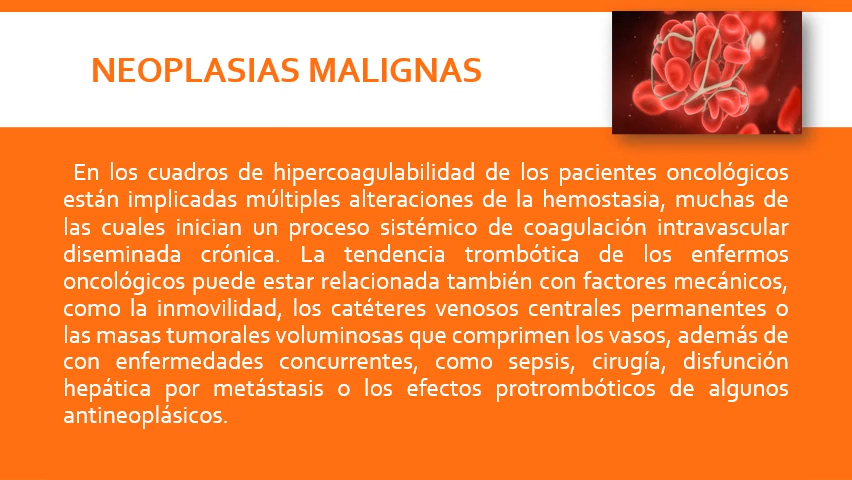 NEOPLASIAS MALIGNAS
En los cuadros de hipercoagulabilidad de los pacientes oncológicos
están implicadas múltiples alteraciones de la hemostasia, muchas de
las cuales inician un proceso sistémico de coagulación intravascular
diseminada crónica. La tendencia trombótica de los enfermos
oncológicos puede estar relacionada también con factores mecánicos,
como la inmovilidad, los catéteres venosos centrales permanentes o
las masas tumorales voluminosas que comprimen los vasos, además de
con enfermedades concurrentes, como sepsis, cirugía, disfunción
hepática por metástasis o los efectos protrombóticos de algunos
antineoplásicos.